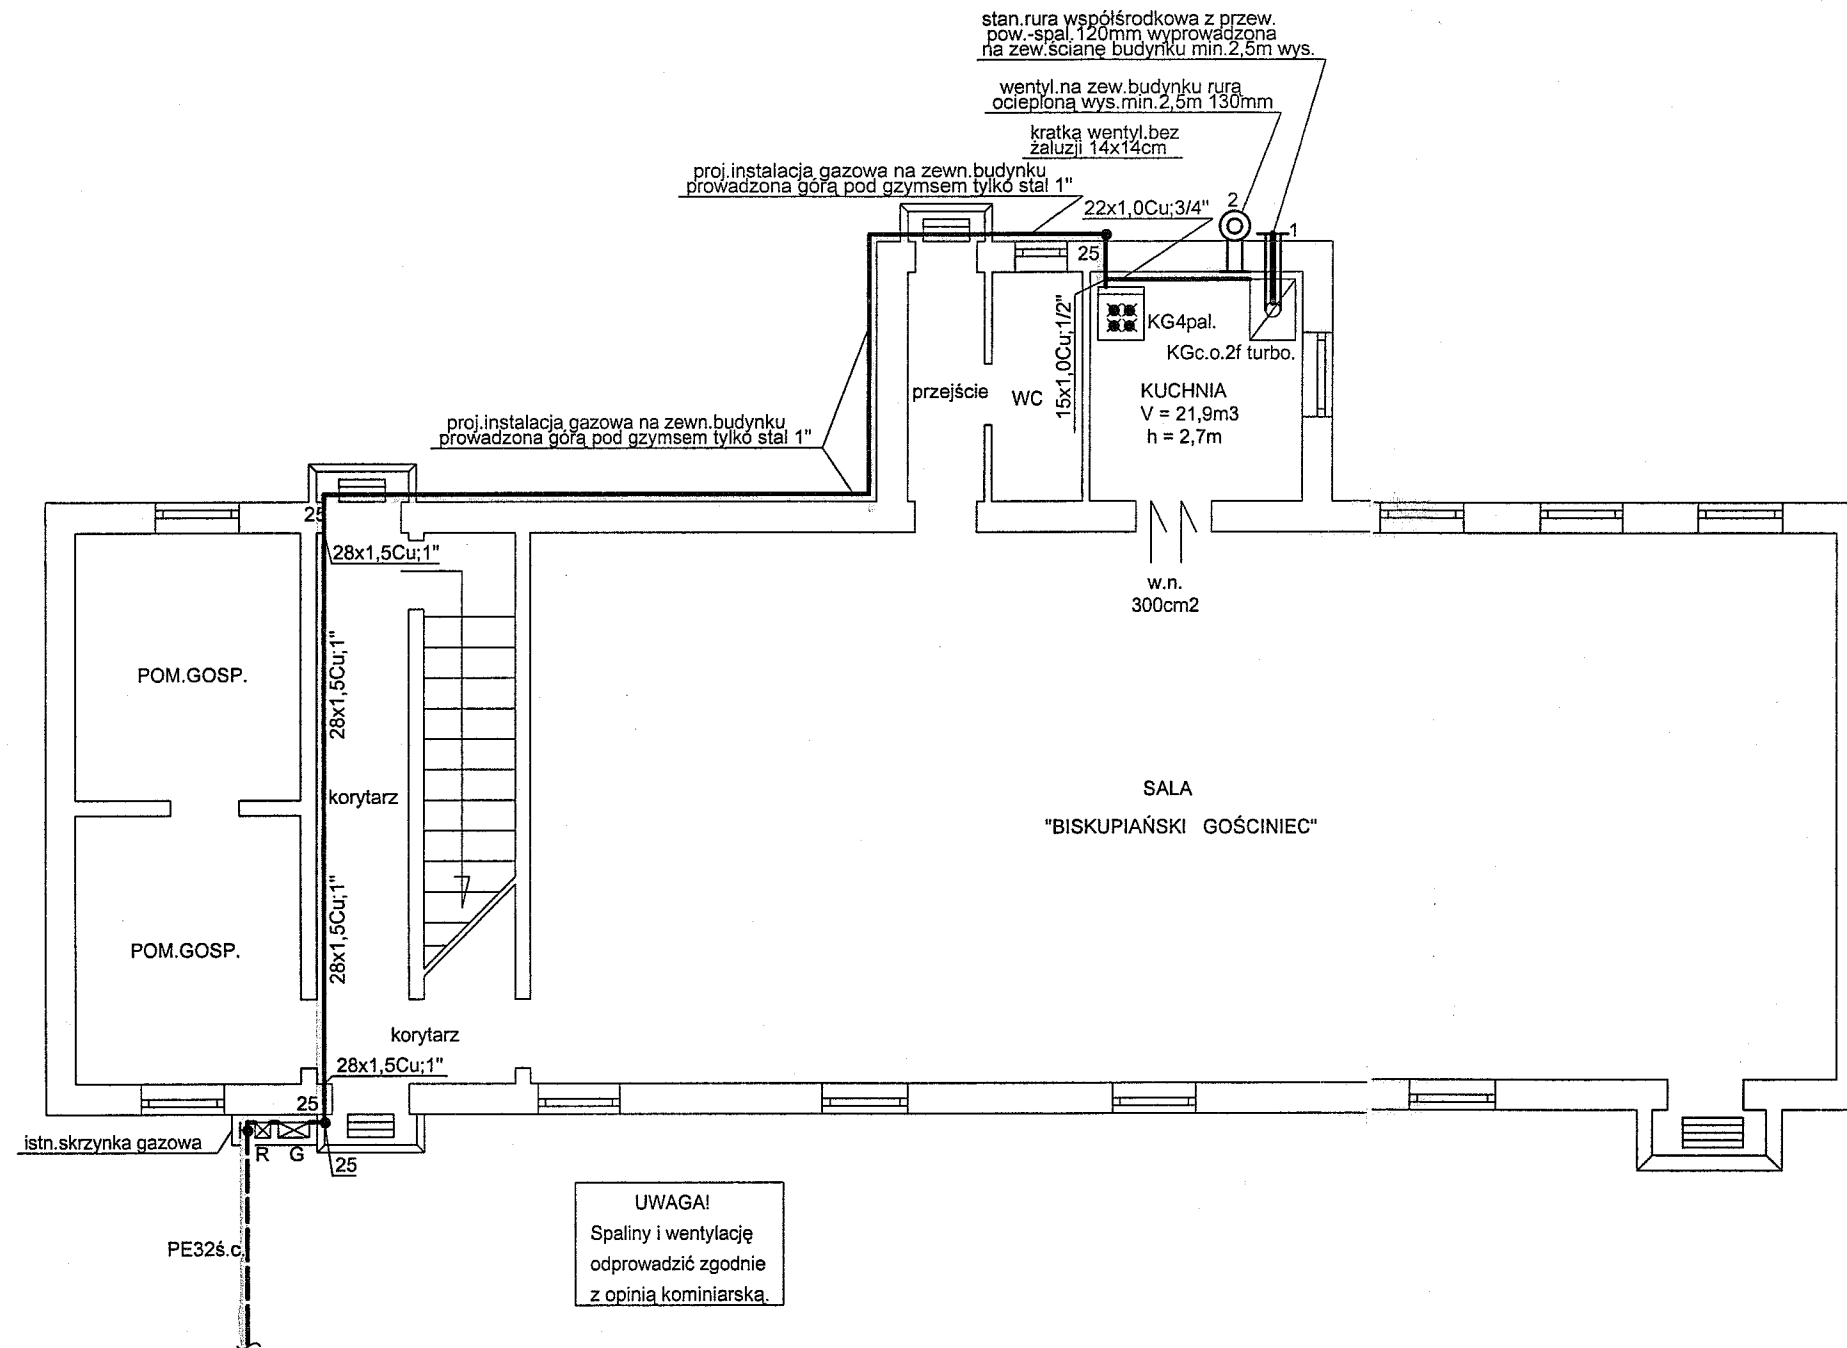 stan.rura współśrodkowa z przew.
pow.-spal.120mm wyprowadzona
na zew.ścianę budynku min.2,5m wys.
wentyl.na zew.budynku rurą
ocieploną wys.min.2,5m 130mm
kratka wentyl.bez
żaluzji 14x14cm
proj.instalacja gazowa na zewn.budynku
prowadzona górą pod gzymsem tylko stal 1"
22x1,0Cu;3/4"
2
1
25
15x1,0Cu;1/2"
KG4pal.
KGc.o.2f turbo.
przejście
WC
KUCHNIA
V = 21,9m3
h = 2,7m
proj.instalacja gazowa na zewn.budynku
prowadzona górą pod gzymsem tylko stal 1"
25
28x1,5Cu;1"
w.n.
300cm2
28x1,5Cu;1"
POM.GOSP.
korytarz
SALA
"BISKUPIAŃSKI GOŚCINIEC"
28x1,5Cu;1"
POM.GOSP.
korytarz
28x1,5Cu;1"
25
istn.skrzynka gazowa
R
G
25
UWAGA!
Spaliny i wentylację
odprowadzić zgodnie
z opinią kominiarską.
PE32ś.c.